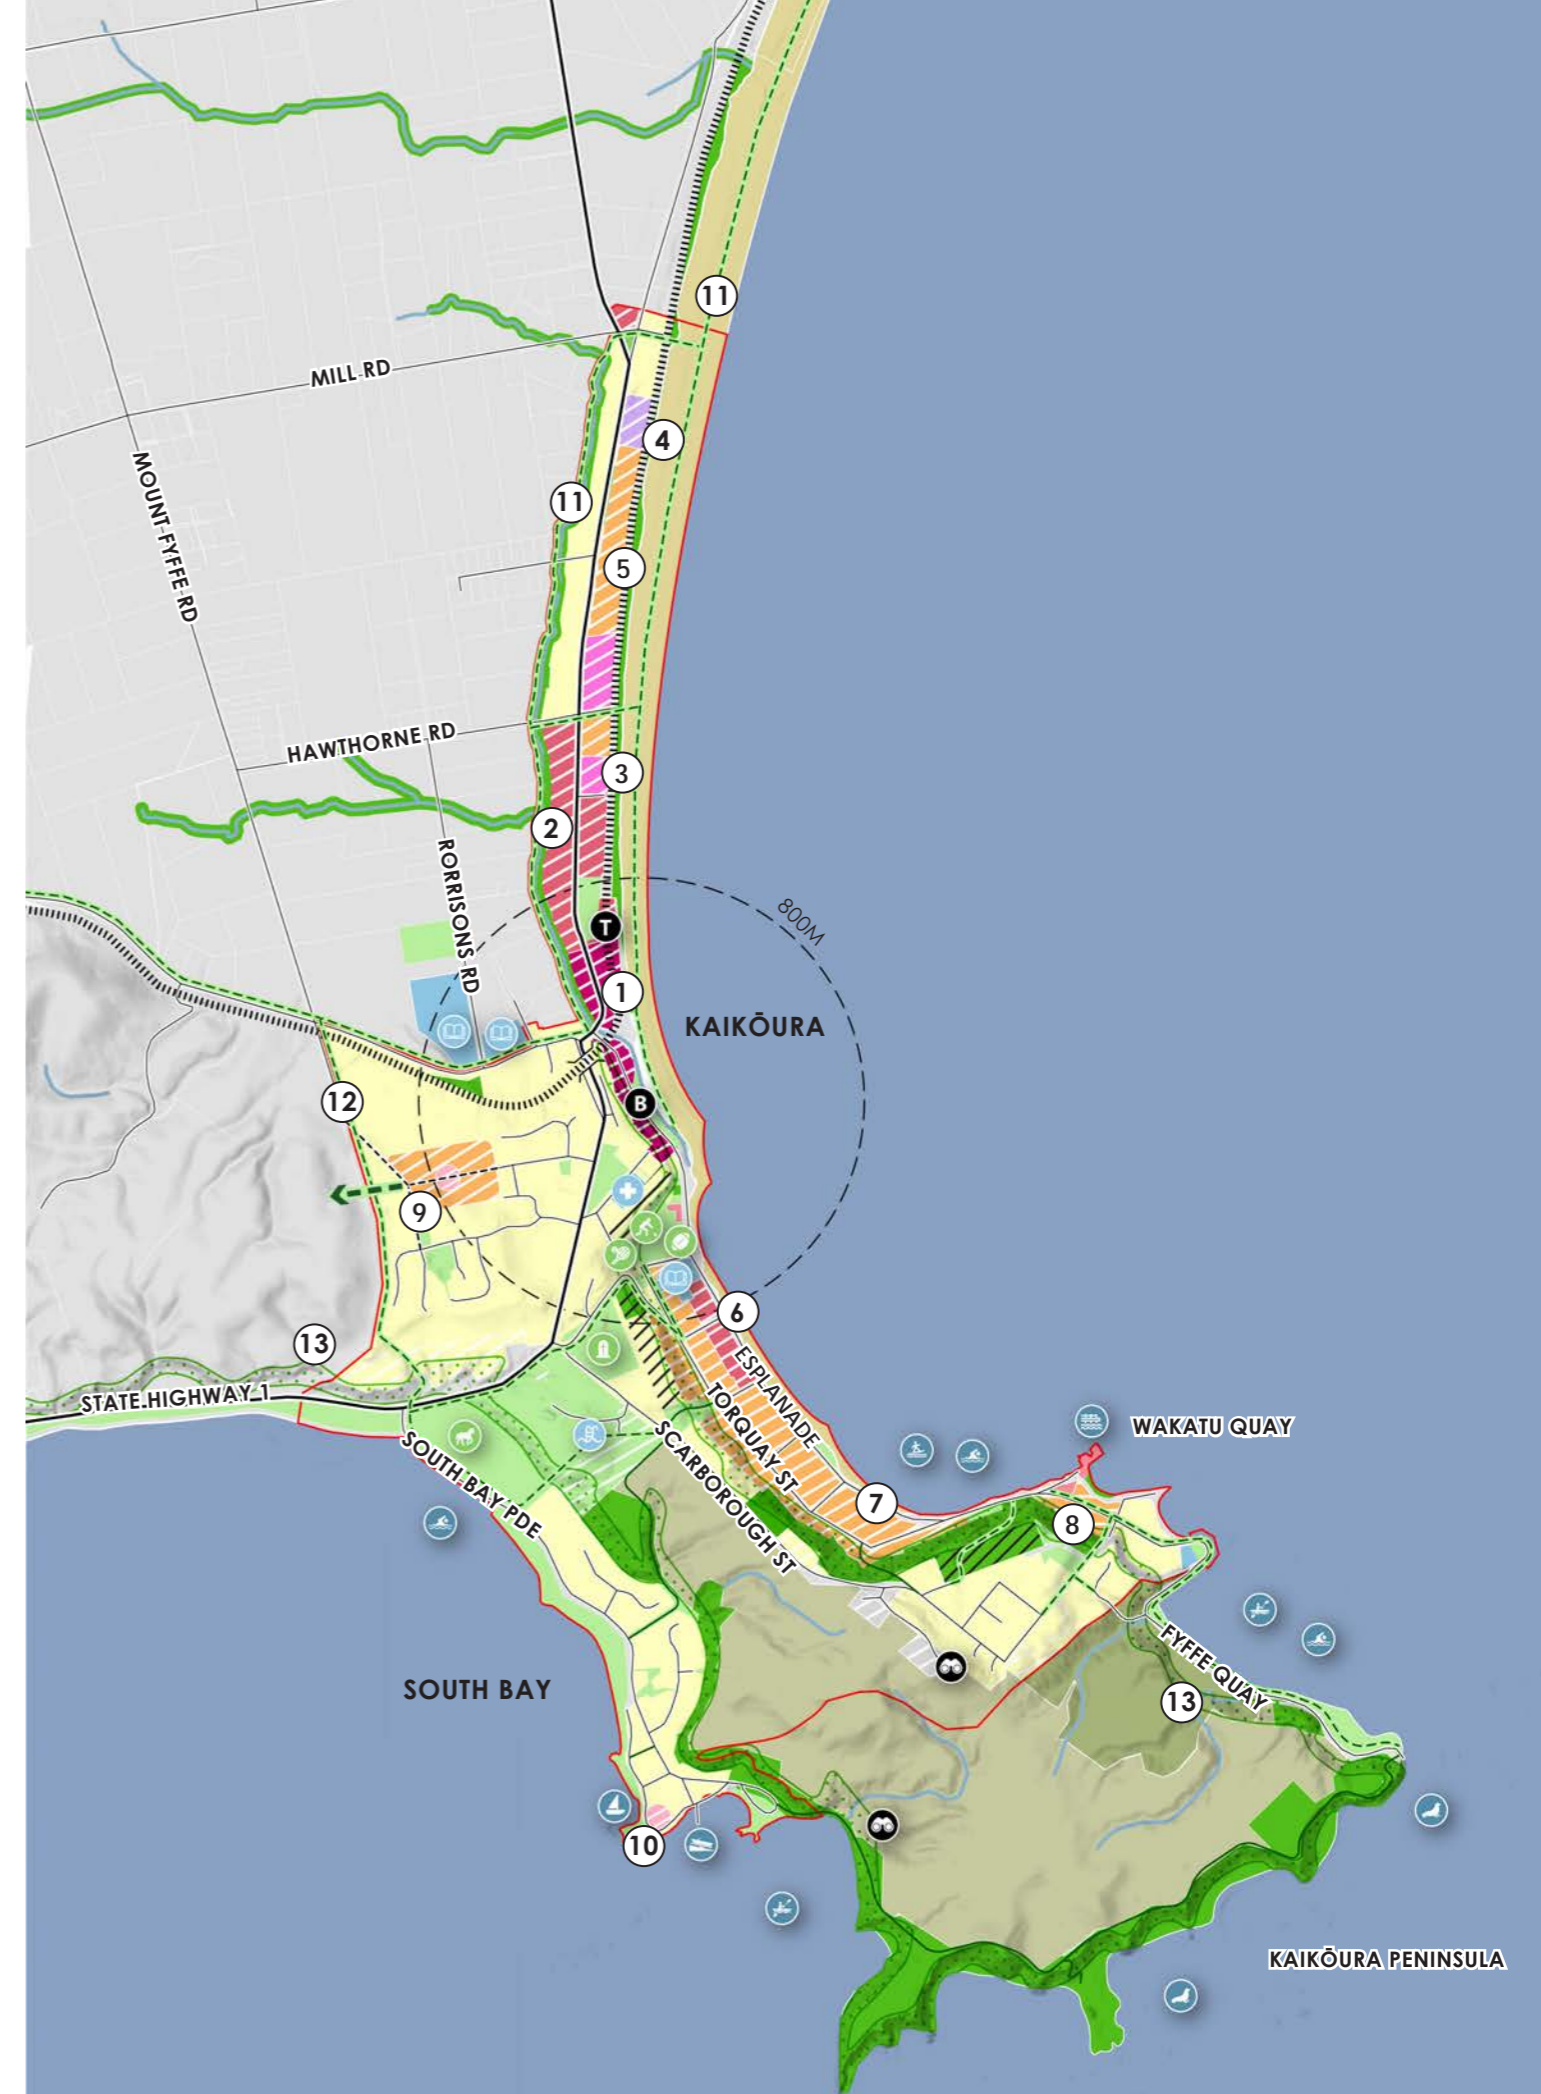 11
MILL RD
4
MOUNT FYFFE RD
11
5
HAWTHORNE RD
3
2
RORRISONS RD
800M
T
1
KAIKŌURA
12
B
9
6
13
ESPLANADE
STATE HIGHWAY 1
TORQUAY ST
SCARBOROUGH ST
WAKATU QUAY
SOUTH BAY PDE
7
8
FYFFE QUAY
SOUTH BAY
13
10
KAIKŌURA PENINSULA